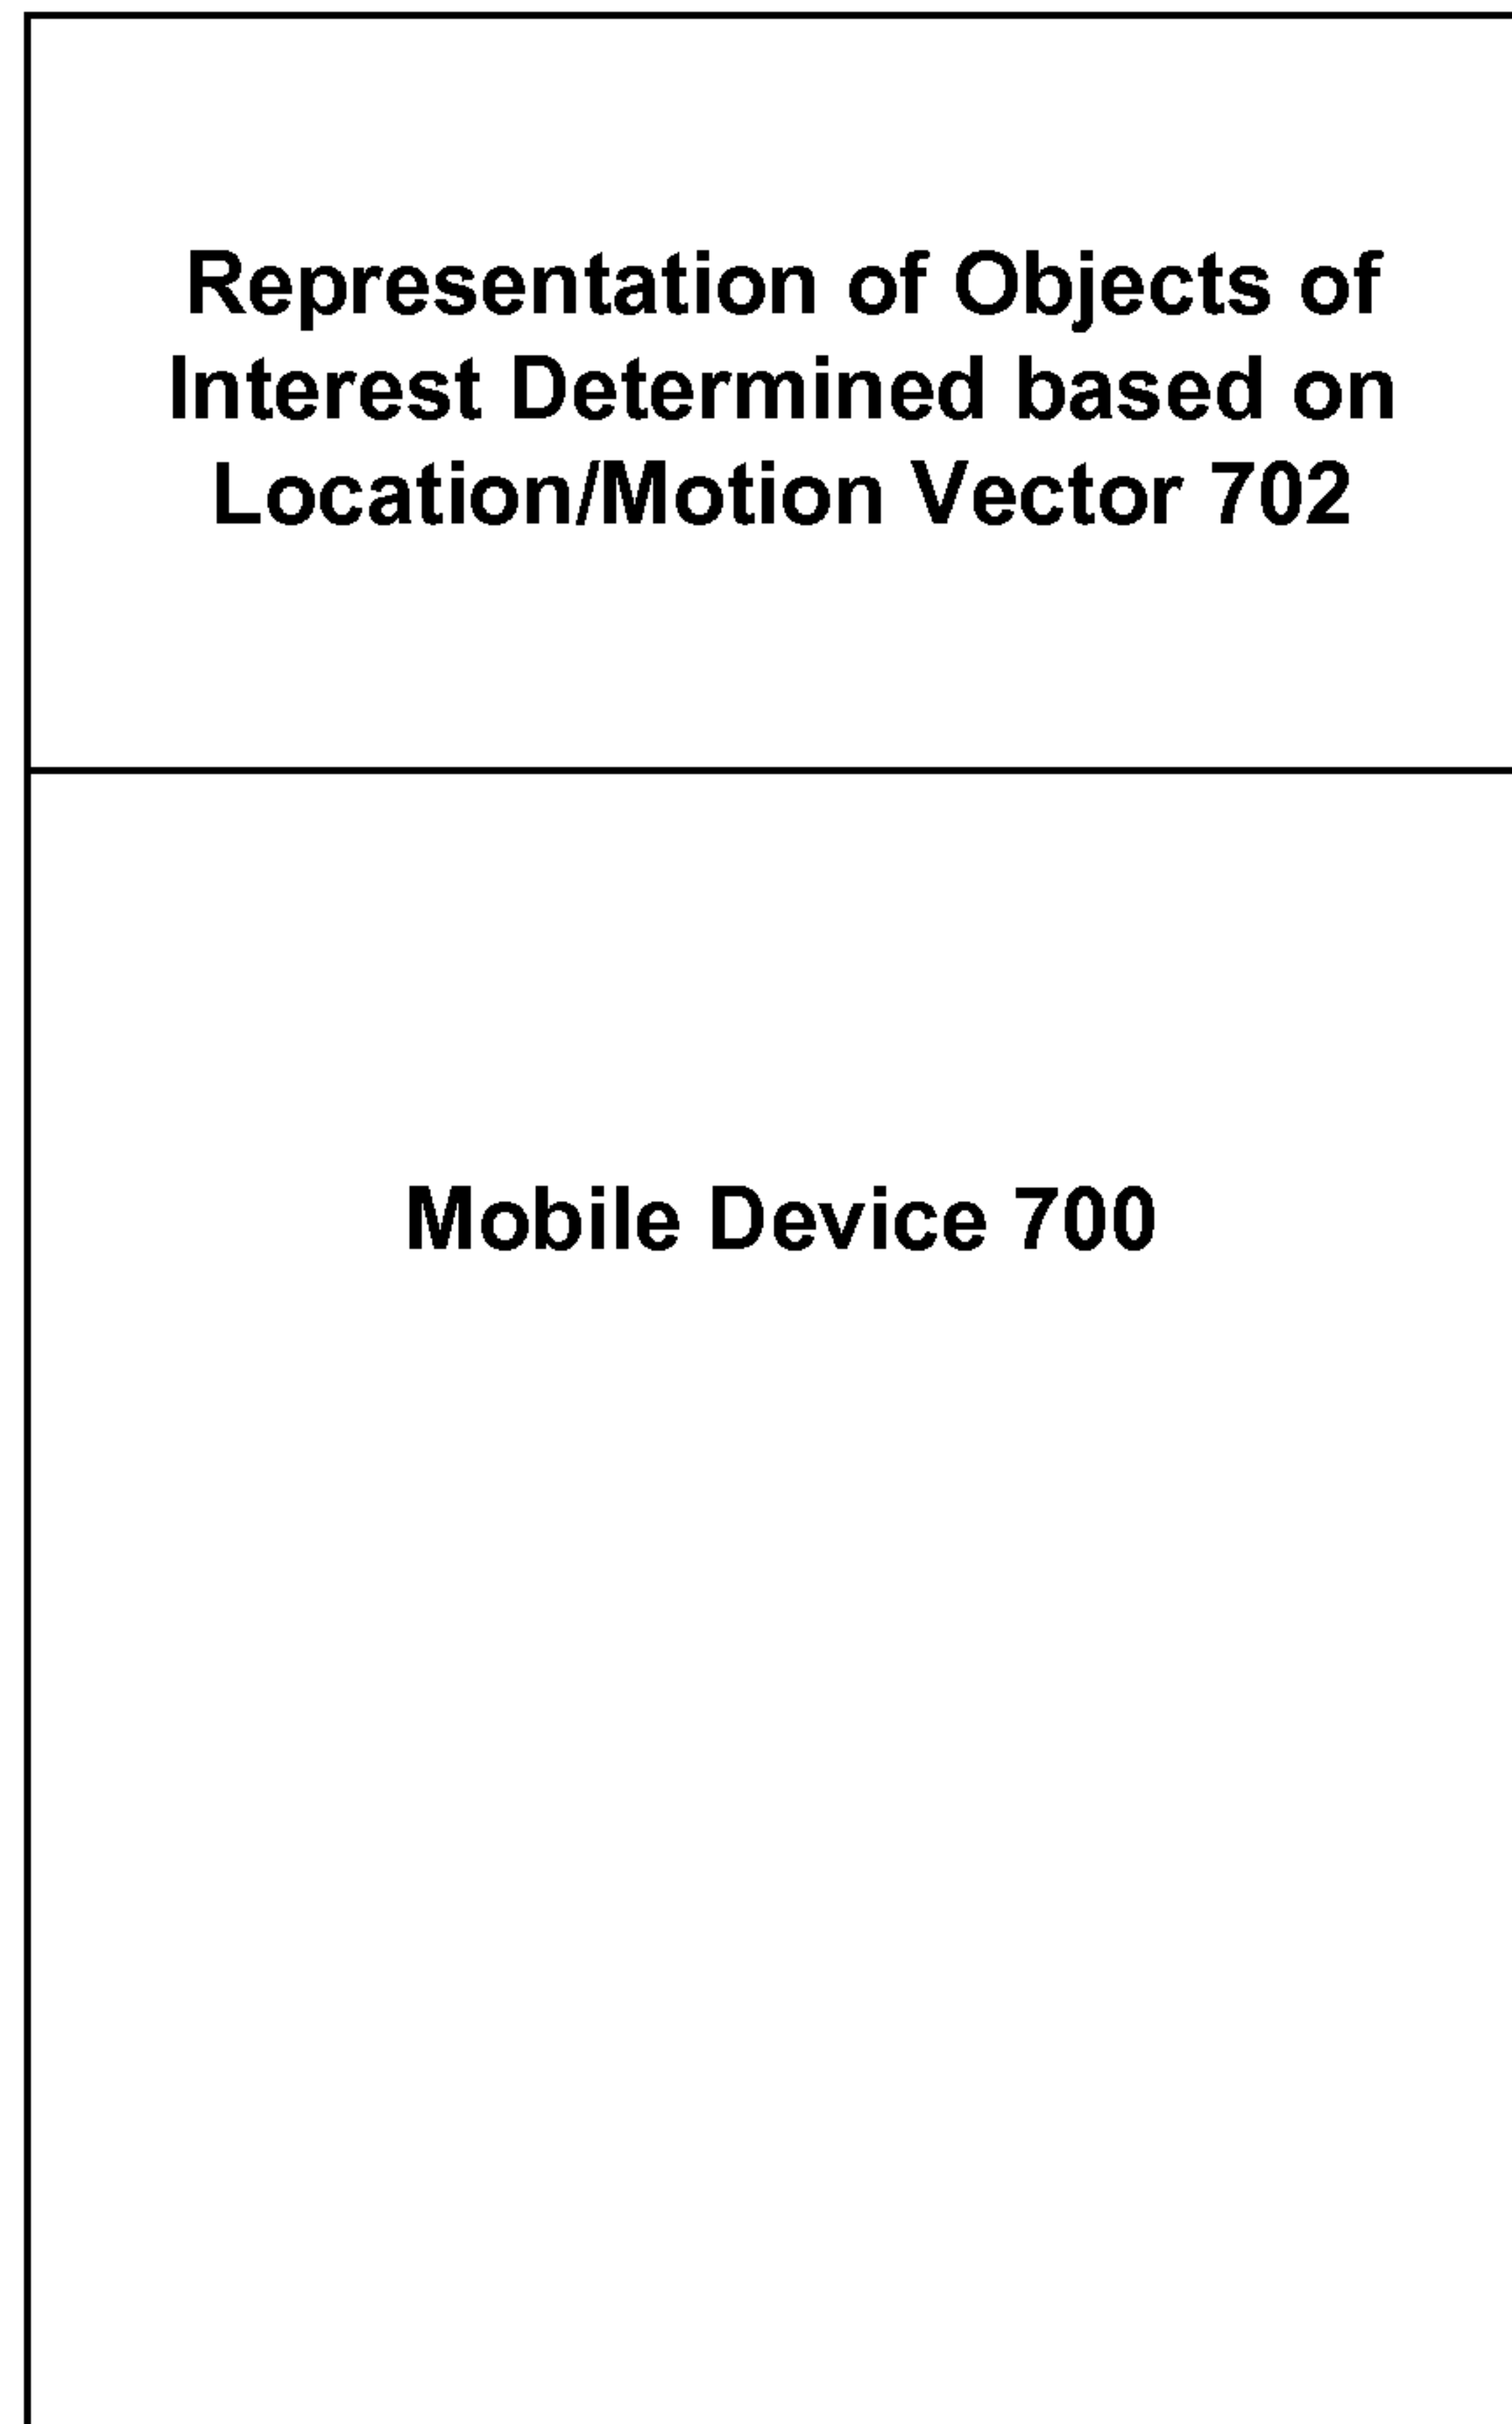 Representation of Objects of
Interest Determined based on
Location/Motion Vector 702
Mobile Device 700